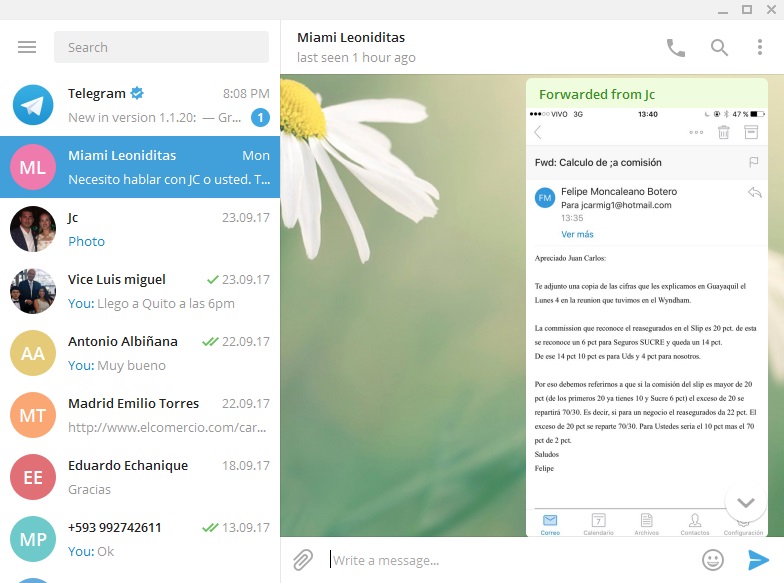 Search
Telegram 8:08 PM
New in version 1.1.20: — Gr... 1
ML Miami Leoniditas Mon
Necesito hablar con JC o usted. T...
Jc 23.09.17
Photo
Vice Luis miguel 23.09.17
You: Llego a Quito a las 6pm
AA Antonio Albiñana 22.09.17
You: Muy bueno
MT Madrid Emilio Torres 22.09.17
http://www.elcomercio.com/car...
EE Eduardo Echanique 18.09.17
Gracias
MP +593 992742611 13.09.17
You: Ok
Miami Leoniditas
last seen 1 hour ago
Forwarded from Jc
VIVO 3G 13:40 47 %
Fwd: Calculo de ;a comisión
FM Felipe Moncaleano Botero
Para jcarmig1@hotmail.com
13:35
Ver más
Apreciado Juan Carlos:
Te adjunto una copia de las cifras que les explicamos en Guayaquil el
Lunes 4 en la reunion que tuvimos en el Wyndham.
La commission que reconoce el reasegurados en el Slip es 20 pct. de esta
se reconoce un 6 pct para Seguros SUCRE y queda un 14 pct.
De ese 14 pct 10 pct es para Uds y 4 pct para nosotros.
Por eso debemos referirnos a que si la comisión del slip es mayor de 20
pct (de los primeros 20 ya tienes 10 y Sucre 6 pct) el exceso de 20 se
repartirá 70/30. Es decir, si para un negocio el reasegurados da 22 pct. El
exceso de 20 pct se reparte 70/30. Para Ustedes seria el 10 pct mas el 70
pct de 2 pct.
Saludos
Felipe
7
Correo Calendario Archivos Contactos Configuración
Write a message...